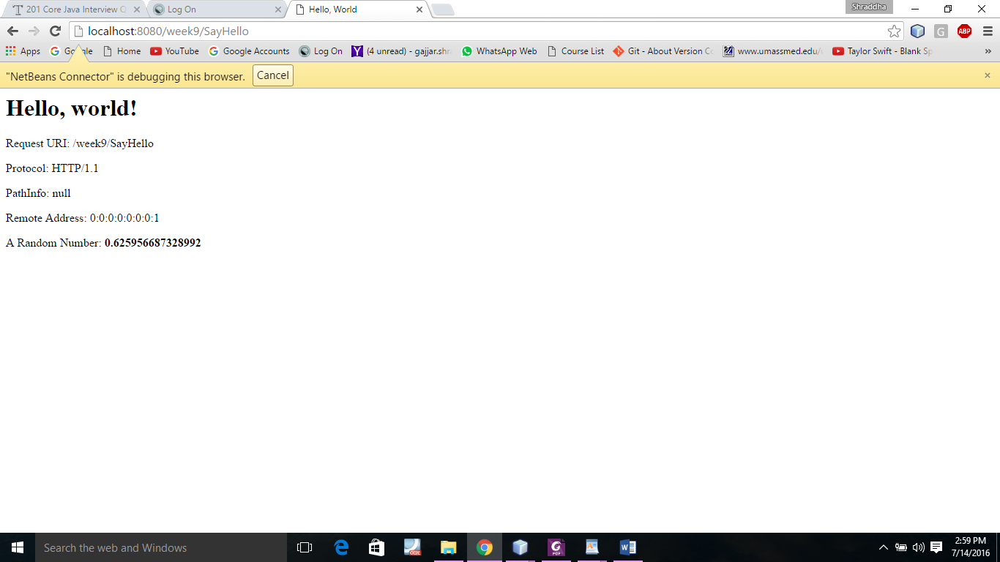 201 Core Java Interview Q
Log On
Hello, World
Shraddha
localhost:8080/week9/SayHello
G
ABP
Apps
Google
Home
YouTube
Google Accounts
Log On
(4 unread) - gajjar.shr
WhatsApp Web
Course List
Git - About Version Co
www.umassmed.edu/
Taylor Swift - Blank Sp
»
"NetBeans Connector" is debugging this browser.
Cancel
Hello, world!
Request URI: /week9/SayHello
Protocol: HTTP/1.1
PathInfo: null
Remote Address: 0:0:0:0:0:0:0:1
A Random Number: 0.625956687328992
Search the web and Windows
PDF
2:59 PM
7/14/2016